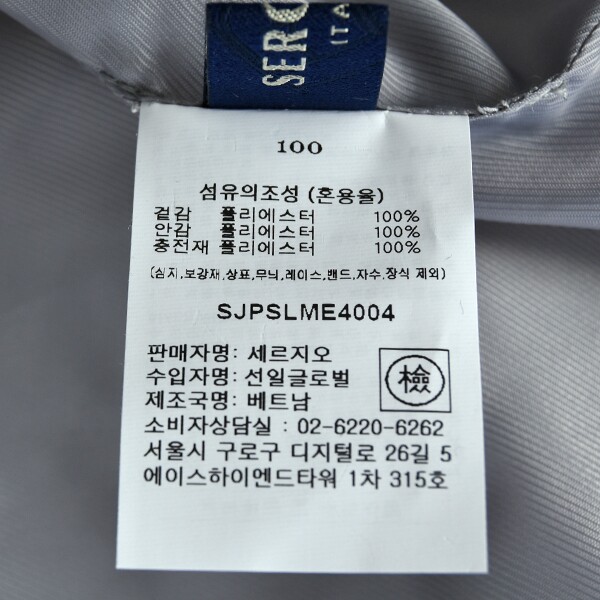 SERG
ITA
100
섬유의조성 (혼용율)
겉감 폴리에스터 100%
안감 폴리에스터 100%
충전재 폴리에스터 100%
(심지,보강재,상표,무늬,레이스,밴드,자수,장식 제외)
SJPSLME4004
판매자명: 세르지오
수입자명: 선일글로벌
檢
제조국명: 베트남
소비자상담실 : 02-6220-6262
서울시 구로구 디지털로 26길 5
에이스하이엔드타워 1차 315호